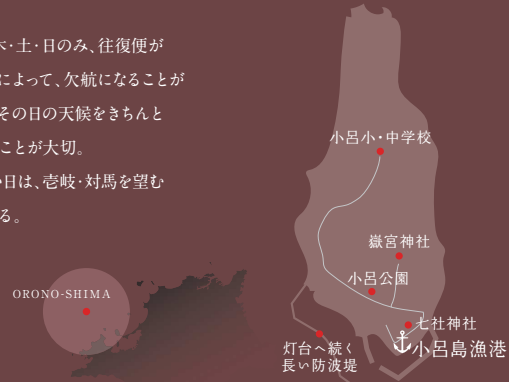 木・土・日のみ、往復便が
によって、欠航になることが
その日の天候をきちんと
ことが大切。
日は、壱岐・対馬を望む
る。
小呂小・中学校
嶽宮神社
小呂公園
ORONO-SHIMA
七社神社
小呂島漁港
灯台へ続く
長い防波堤